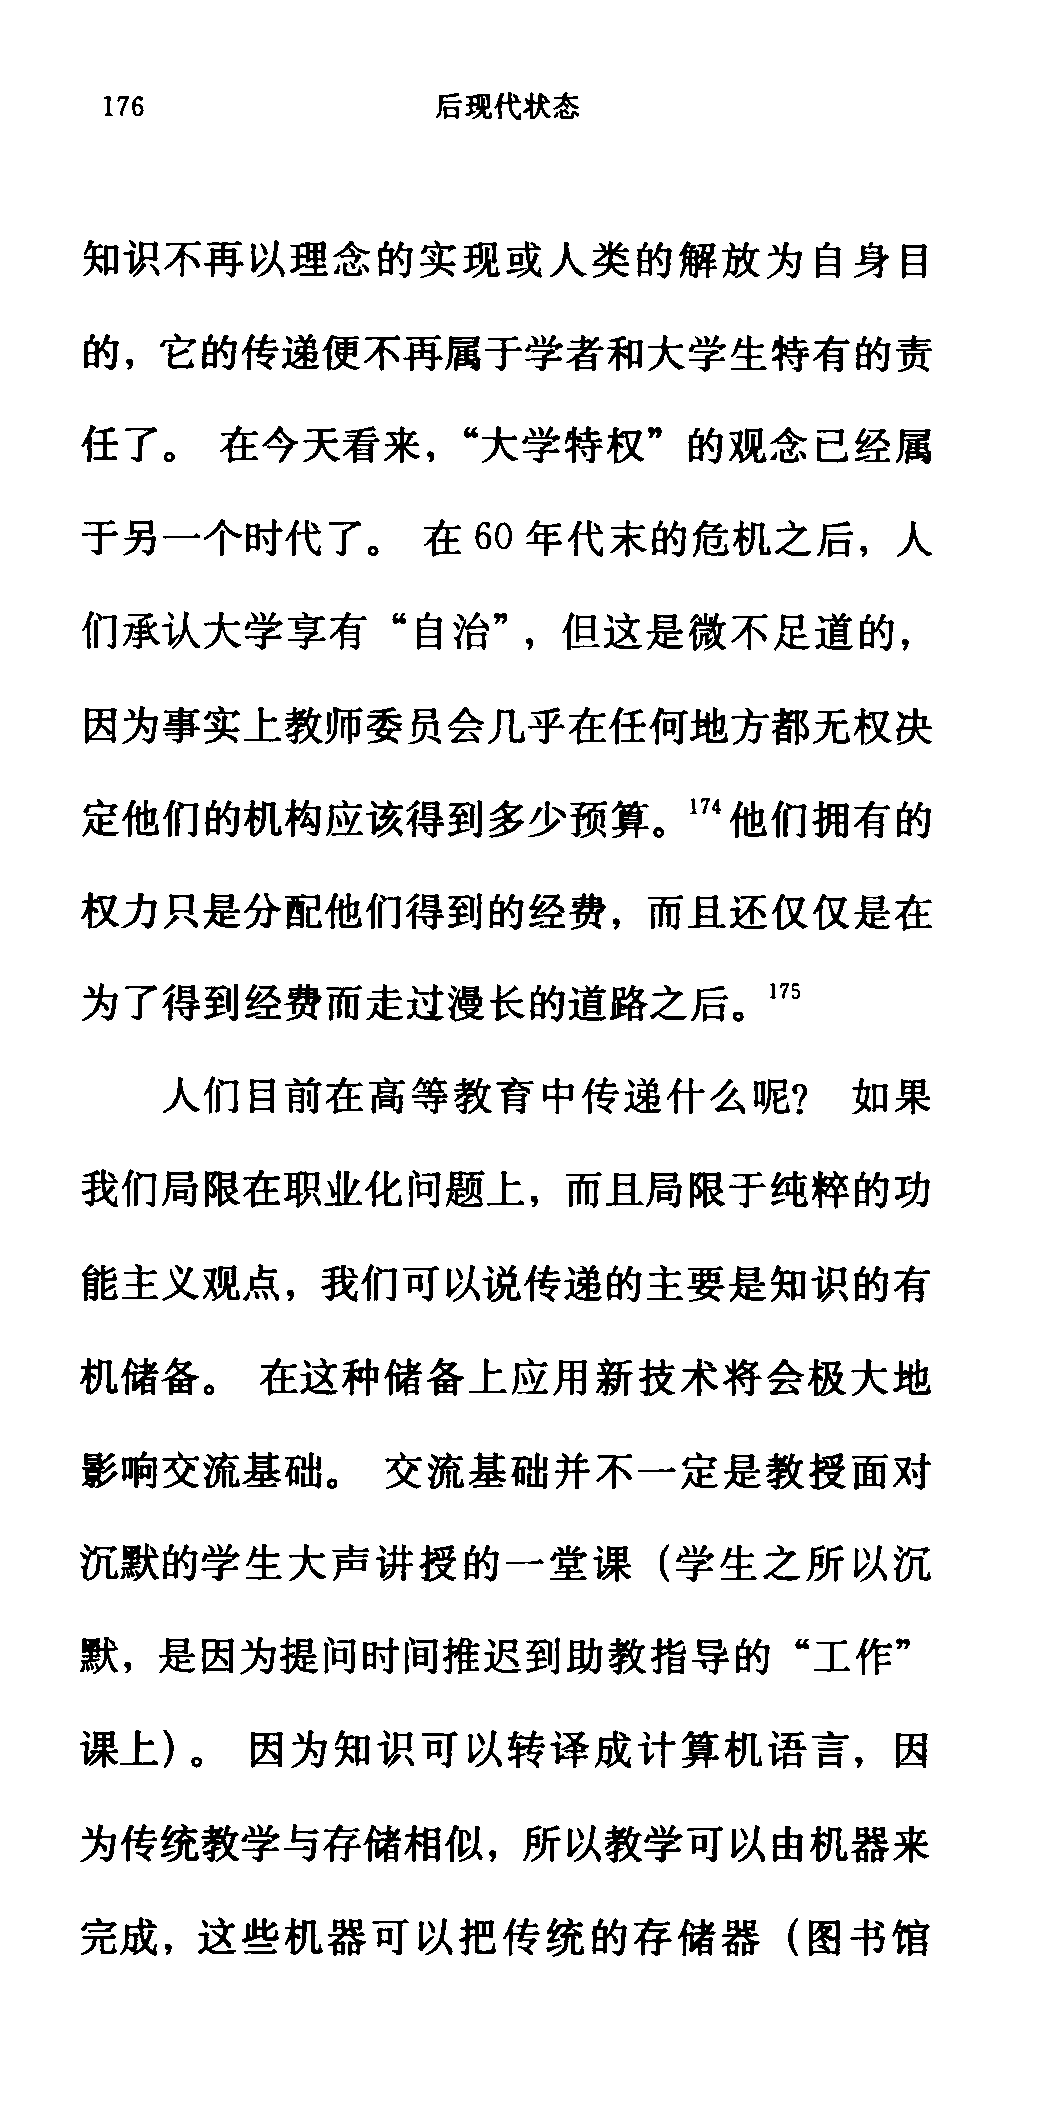 176 后现代状态
知识不再以理念的实现或人类的解放为自身目
的，它的传递便不再属于学者和大学生特有的责
任了。 在今天看来，“大学特权”的观念已经属
于另一个时代了。 在 60 年代末的危机之后，人
们承认大学享有“自治”，但这是微不足道的，
因为事实上教师委员会几乎在任何地方都无权决
定他们的机构应该得到多少预算。174 他们拥有的
权力只是分配他们得到的经费，而且还仅仅是在
为了得到经费而走过漫长的道路之后。175
人们目前在高等教育中传递什么呢? 如果
我们局限在职业化问题上，而且局限于纯粹的功
能主义观点，我们可以说传递的主要是知识的有
机储备。 在这种储备上应用新技术将会极大地
影响交流基础。 交流基础并不一定是教授面对
沉默的学生大声讲授的一堂课（学生之所以沉
默，是因为提问时间推迟到助教指导的“工作”
课上）。 因为知识可以转译成计算机语言，因
为传统教学与存储相似，所以教学可以由机器来
完成，这些机器可以把传统的存储器（图书馆